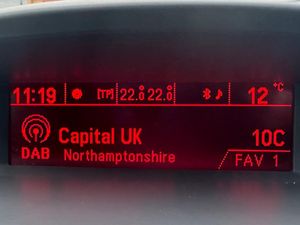 11:19 [TP] 22.0 22.0 12 °C
Capital UK 10C
DAB Northamptonshire FAV 1